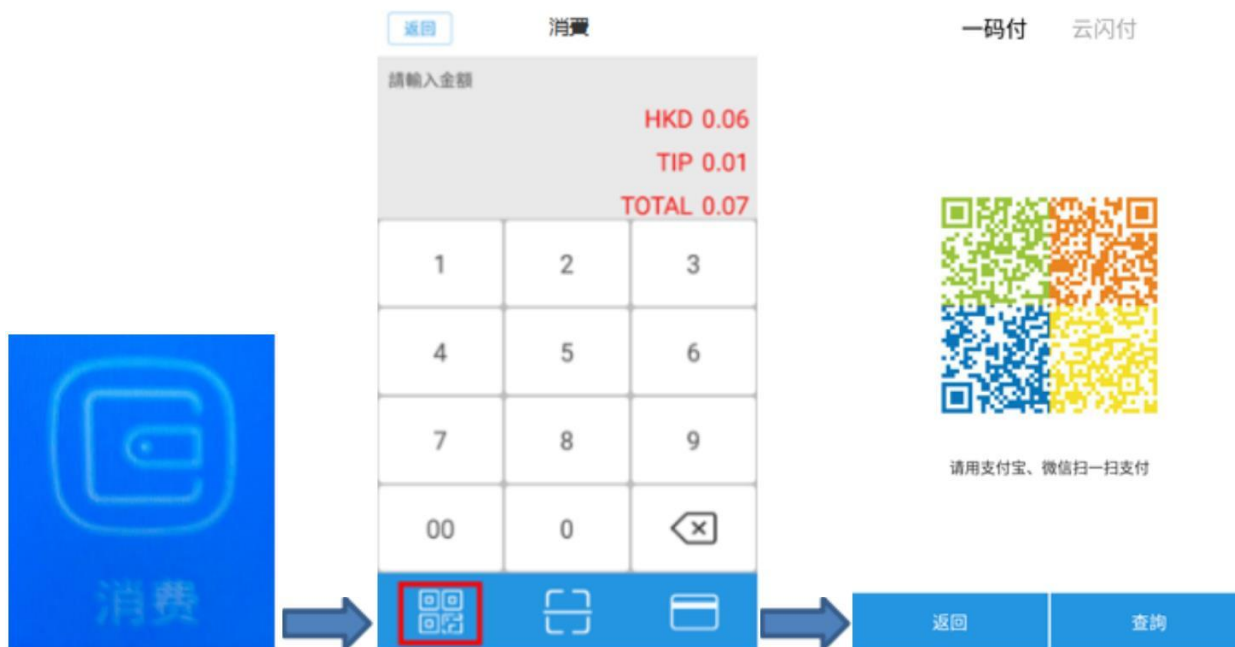 消费
返回
消費
請輸入金額
HKD 0.06
TIP 0.01
TOTAL 0.07
1
2
3
4
5
6
7
8
9
00
0
一码付
云闪付
请用支付宝、微信扫一扫支付
返回
查詢